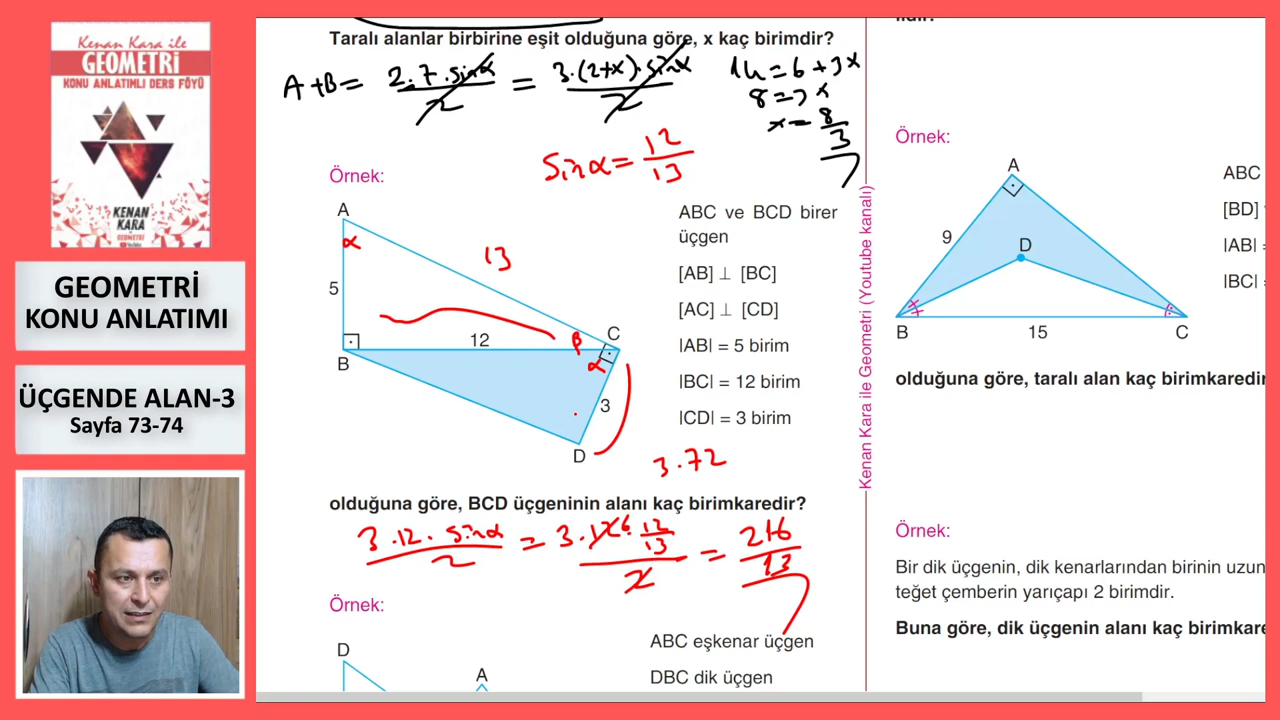 Kenan Kara ile
GEOMETRİ
KONU ANLATIMLI DERS FÖYÜ
KENAN
KARA
GEOMETRİ
GEOMETRİ
KONU ANLATIMI
ÜÇGENDE ALAN-3
Sayfa 73-74
Taralı alanlar birbirine eşit olduğuna göre, x kaç birimdir?
A+B = 2.7.sinα / 2 = 3.(2+x).sinα / 2
14 = 6 + 3x
8 = 3x
x = 8/3
sinα = 12/13
Örnek:
A
α
5
13
12
B
β
C
α
3
D
ABC ve BCD birer
üçgen
[AB] ⊥ [BC]
[AC] ⊥ [CD]
|AB| = 5 birim
|BC| = 12 birim
|CD| = 3 birim
3.72
olduğuna göre, BCD üçgeninin alanı kaç birimkaredir?
3.12.sinα / 2 = 3.12 6.12/13 / 2 = 216/13
Örnek:
D
A
ABC eşkenar üçgen
DBC dik üçgen
Kenan Kara ile Geometri (Youtube kanalı)
Örnek:
A
9
D
B
15
C
ABC
[BD]
|AB| =
|BC| =
olduğuna göre, taralı alan kaç birimkaredir
Örnek:
Bir dik üçgenin, dik kenarlarından birinin uzun
teğet çemberin yarıçapı 2 birimdir.
Buna göre, dik üçgenin alanı kaç birimkare